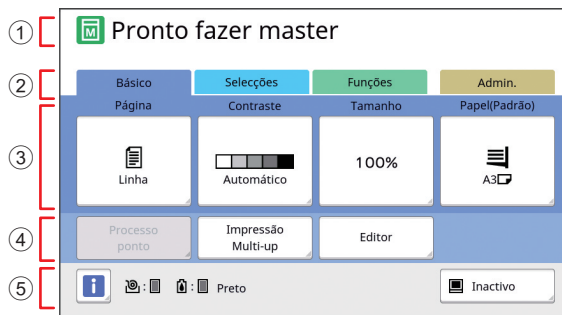 ① Pronto fazer master
② Básico Selecções Funções Admin.
Página Contraste Tamanho Papel(Padrão)
③ Linha Automático 100% A3
④ Processo ponto Impressão Multi-up Editor
⑤ i : : Preto Inactivo